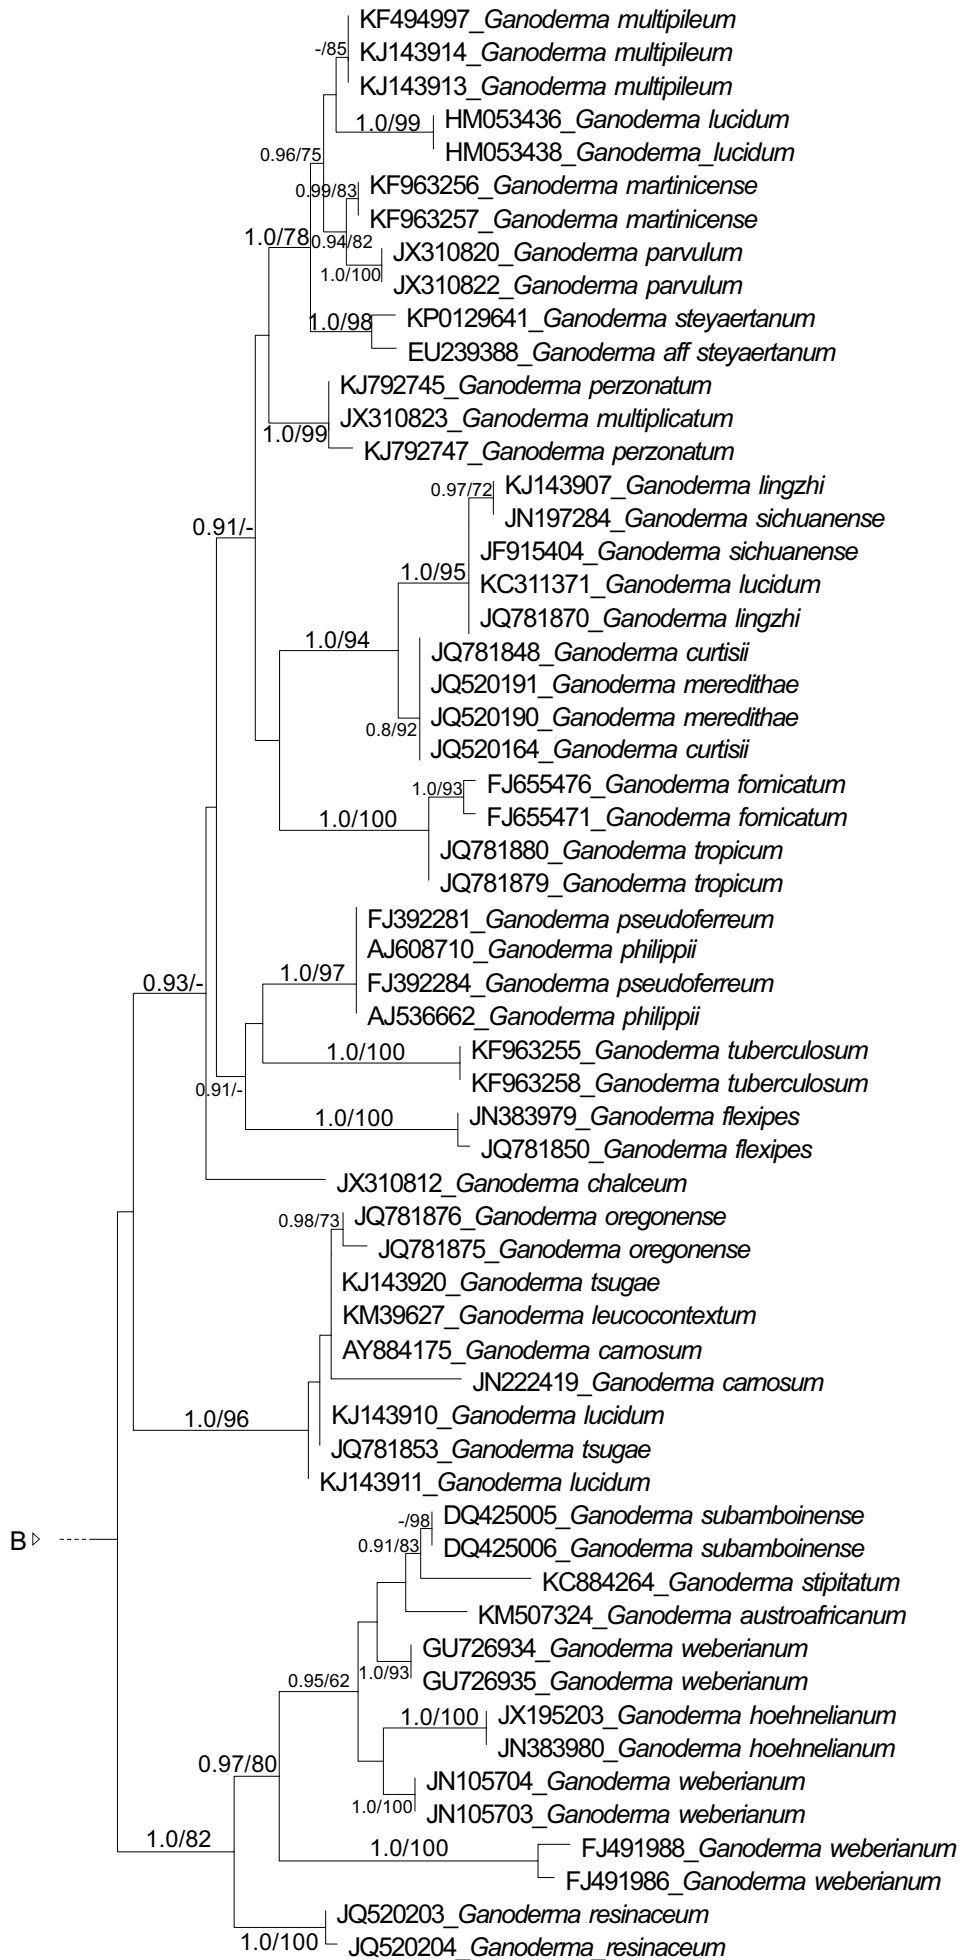 KF494997_Ganoderma multipileum
-/85
KJ143914_Ganoderma multipileum
KJ143913_Ganoderma multipileum
1.0/99
HM053436_Ganoderma lucidum
HM053438_Ganoderma_lucidum
0.96/75
0.99/83
KF963256_Ganoderma martinicense
KF963257_Ganoderma martinicense
1.0/78
0.94/82
JX310820_Ganoderma parvulum
1.0/100
JX310822_Ganoderma parvulum
1.0/98
KP0129641_Ganoderma steyaertanum
EU239388_Ganoderma aff steyaertanum
KJ792745_Ganoderma perzonatum
JX310823_Ganoderma multiplicatum
1.0/99
KJ792747_Ganoderma perzonatum
0.97/72
KJ143907_Ganoderma lingzhi
JN197284_Ganoderma sichuanense
0.91/-
JF915404_Ganoderma sichuanense
1.0/95
KC311371_Ganoderma lucidum
JQ781870_Ganoderma lingzhi
1.0/94
JQ781848_Ganoderma curtisii
JQ520191_Ganoderma meredithae
JQ520190_Ganoderma meredithae
0.8/92
JQ520164_Ganoderma curtisii
1.0/93
FJ655476_Ganoderma fornicatum
FJ655471_Ganoderma fornicatum
1.0/100
JQ781880_Ganoderma tropicum
JQ781879_Ganoderma tropicum
FJ392281_Ganoderma pseudoferreum
AJ608710_Ganoderma philippii
0.93/-
1.0/97
FJ392284_Ganoderma pseudoferreum
AJ536662_Ganoderma philippii
1.0/100
KF963255_Ganoderma tuberculosum
KF963258_Ganoderma tuberculosum
0.91/-
1.0/100
JN383979_Ganoderma flexipes
JQ781850_Ganoderma flexipes
JX310812_Ganoderma chalceum
0.98/73
JQ781876_Ganoderma oregonense
JQ781875_Ganoderma oregonense
KJ143920_Ganoderma tsugae
KM39627_Ganoderma leucocontextum
AY884175_Ganoderma carnosum
JN222419_Ganoderma carnosum
1.0/96
KJ143910_Ganoderma lucidum
JQ781853_Ganoderma tsugae
KJ143911_Ganoderma lucidum
-/98
DQ425005_Ganoderma subamboinense
B
0.91/83
DQ425006_Ganoderma subamboinense
KC884264_Ganoderma stipitatum
KM507324_Ganoderma austroafricanum
GU726934_Ganoderma weberianum
0.95/62
1.0/93
GU726935_Ganoderma weberianum
1.0/100
JX195203_Ganoderma hoehnelianum
JN383980_Ganoderma hoehnelianum
0.97/80
JN105704_Ganoderma weberianum
1.0/100
JN105703_Ganoderma weberianum
1.0/82
1.0/100
FJ491988_Ganoderma weberianum
FJ491986_Ganoderma weberianum
JQ520203_Ganoderma resinaceum
1.0/100
JQ520204_Ganoderma_resinaceum